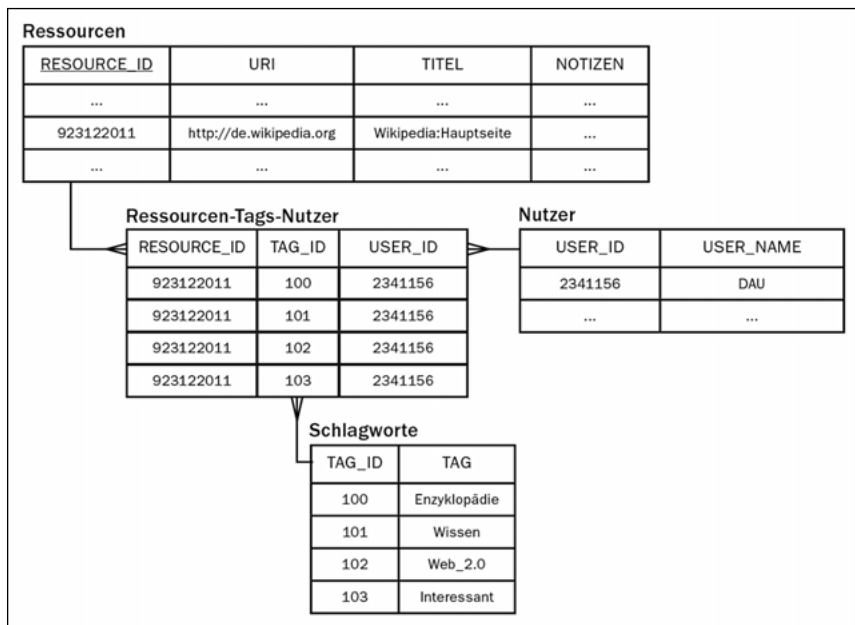 Ressourcen
RESOURCE_ID URI TITEL NOTIZEN
... ... ... ...
923122011 http://de.wikipedia.org Wikipedia:Hauptseite ...
... ... ... ...
Ressourcen-Tags-Nutzer
RESOURCE_ID TAG_ID USER_ID
923122011 100 2341156
923122011 101 2341156
923122011 102 2341156
923122011 103 2341156
Nutzer
USER_ID USER_NAME
2341156 DAU
... ...
Schlagworte
TAG_ID TAG
100 Enzyklopädie
101 Wissen
102 Web_2.0
103 Interessant